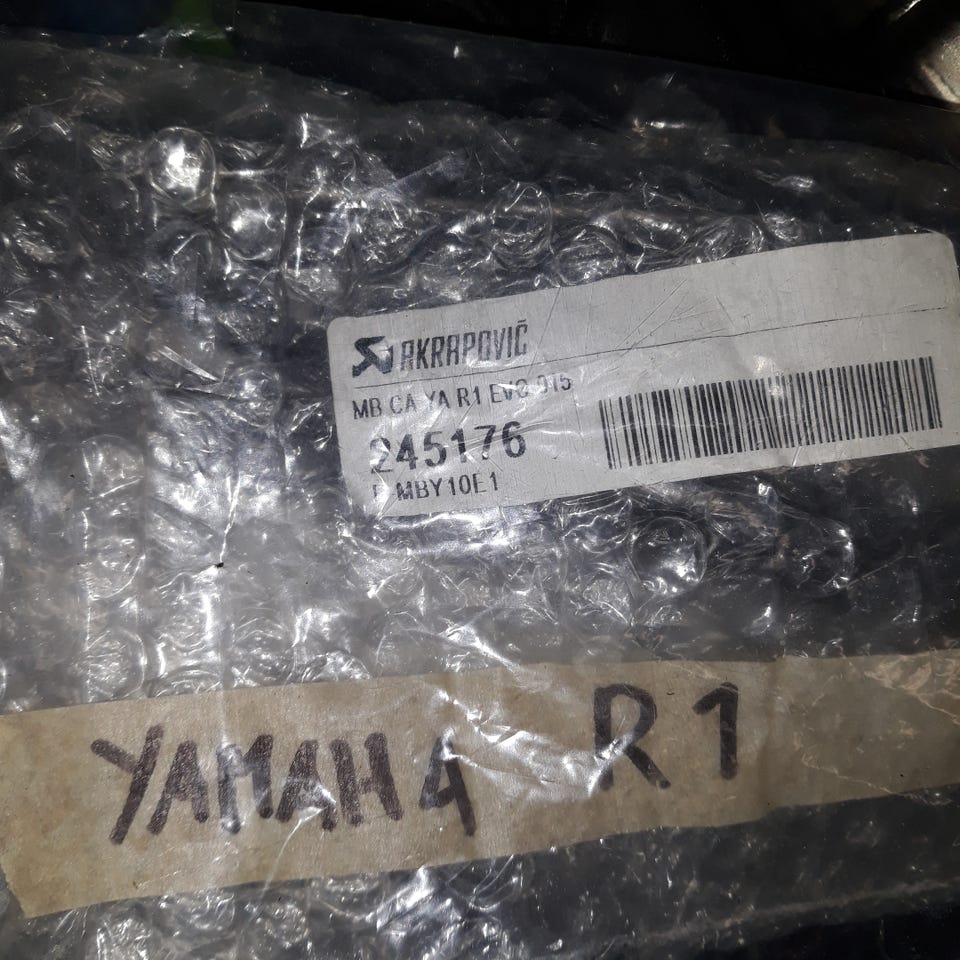 AKRAPOVIČ
MB CA YA R1 EVO 015
245176
P-MBY10E1
YAMAHA R1